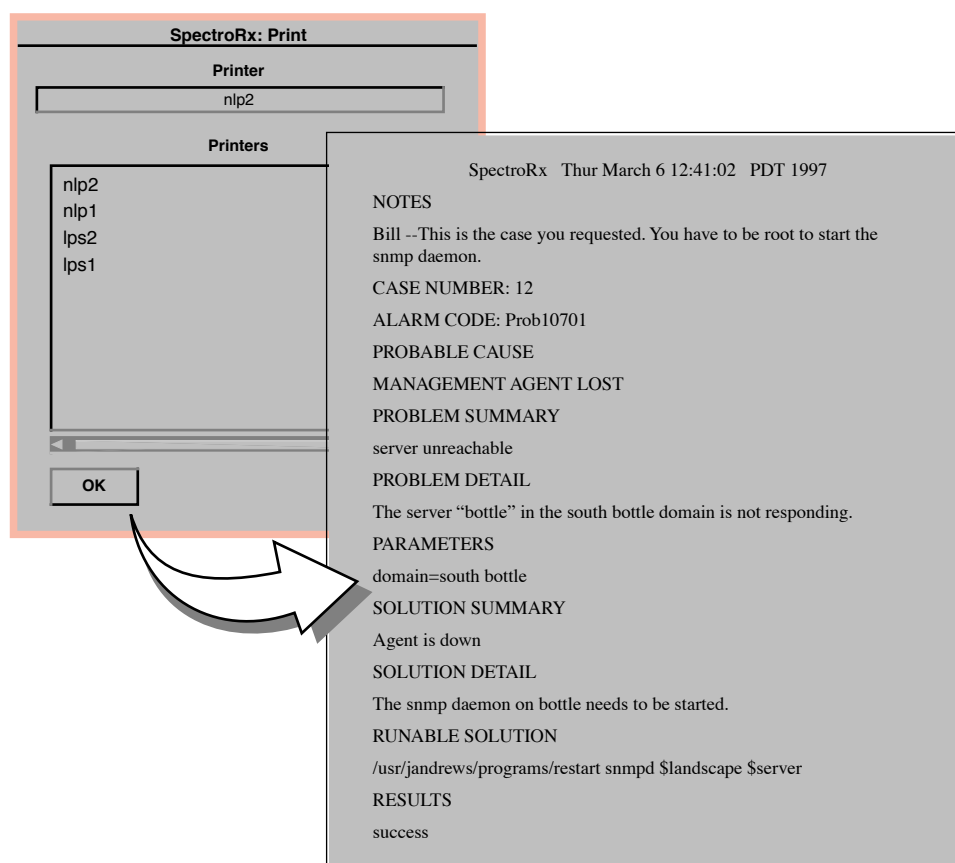 SpectroRx: Print
Printer
nlp2
Printers
nlp2
nlp1
lps2
lps1
OK
SpectroRx Thur March 6 12:41:02 PDT 1997
NOTES
Bill --This is the case you requested. You have to be root to start the
snmp daemon.
CASE NUMBER: 12
ALARM CODE: Prob10701
PROBABLE CAUSE
MANAGEMENT AGENT LOST
PROBLEM SUMMARY
server unreachable
PROBLEM DETAIL
The server “bottle” in the south bottle domain is not responding.
PARAMETERS
domain=south bottle
SOLUTION SUMMARY
Agent is down
SOLUTION DETAIL
The snmp daemon on bottle needs to be started.
RUNABLE SOLUTION
/usr/jandrews/programs/restart snmpd $landscape $server
RESULTS
success